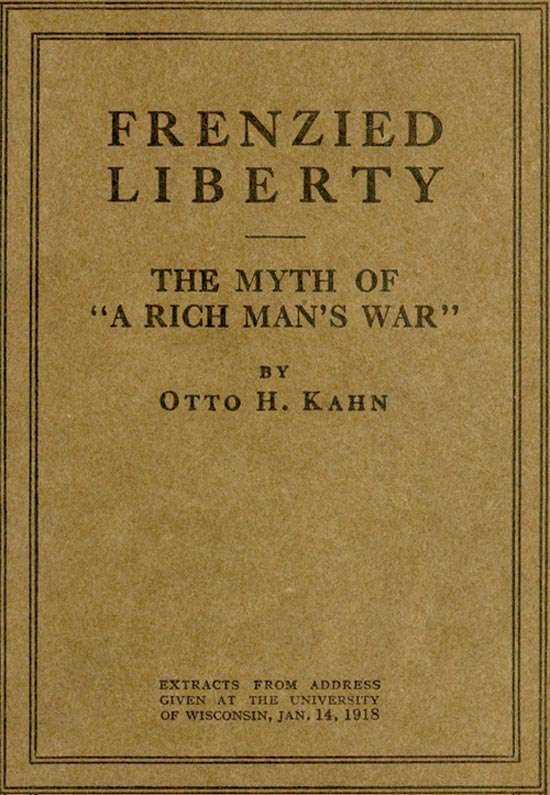 FRENZIED
LIBERTY
THE MYTH OF
"A RICH MAN'S WAR"
BY
OTTO H. KAHN
EXTRACTS FROM ADDRESS
GIVEN AT THE UNIVERSITY
OF WISCONSIN, JAN. 14, 1918